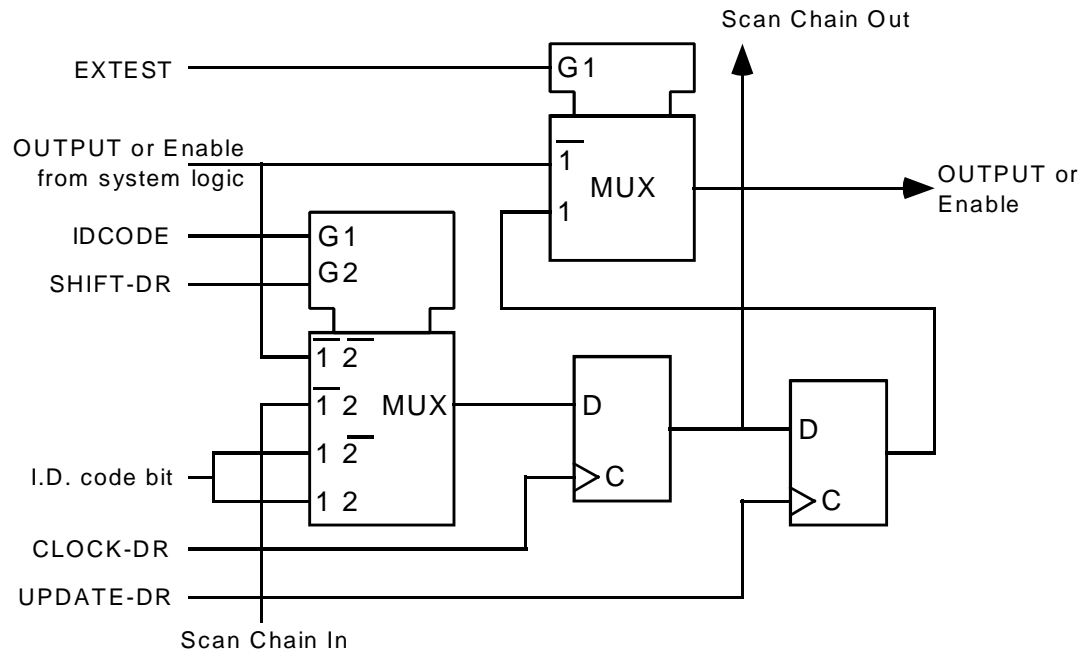 Scan Chain Out
EXTEST
G1
OUTPUT or Enable
from system logic
1
MUX
1
OUTPUT or
Enable
IDCODE
G1
SHIFT-DR
G2
1 2
1 2
MUX
1 2
1 2
D
C
D
C
I.D. code bit
CLOCK-DR
UPDATE-DR
Scan Chain In